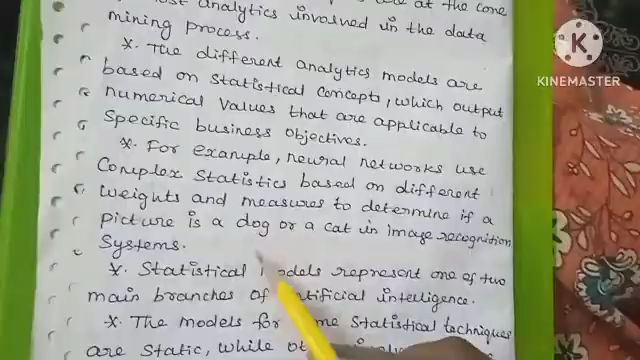 most analytics involved in the data
mining process.
* The different analytics models are
based on statistical concepts, which output
numerical values that are applicable to
specific business objectives.
* For example, neural networks use
Complex Statistics based on different
weights and measures to determine if a
picture is a dog or a cat in image recognition
Systems.
* Statistical models represent one of two
main branches of artificial intelligence.
* The models for some statistical techniques
are static, while
KINEMASTER